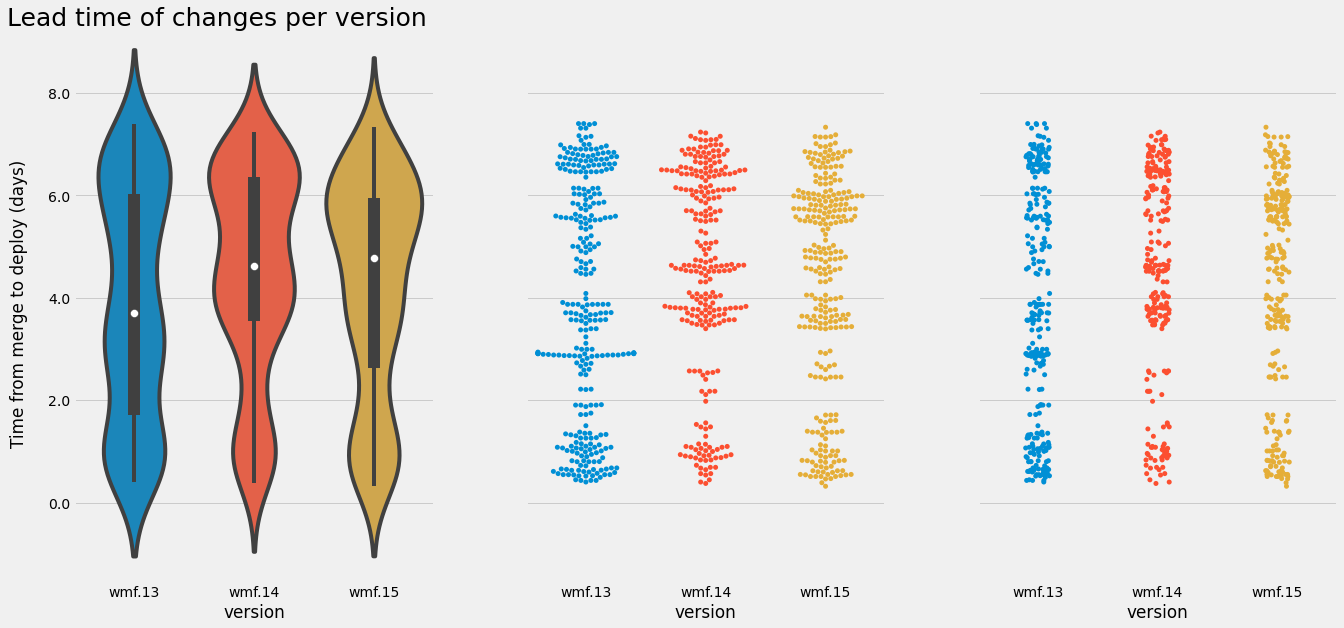 Lead time of changes per version
Time from merge to deploy (days)
8.0
6.0
4.0
2.0
0.0
wmf.13 wmf.14 wmf.15
version
wmf.13 wmf.14 wmf.15
version
wmf.13 wmf.14 wmf.15
version